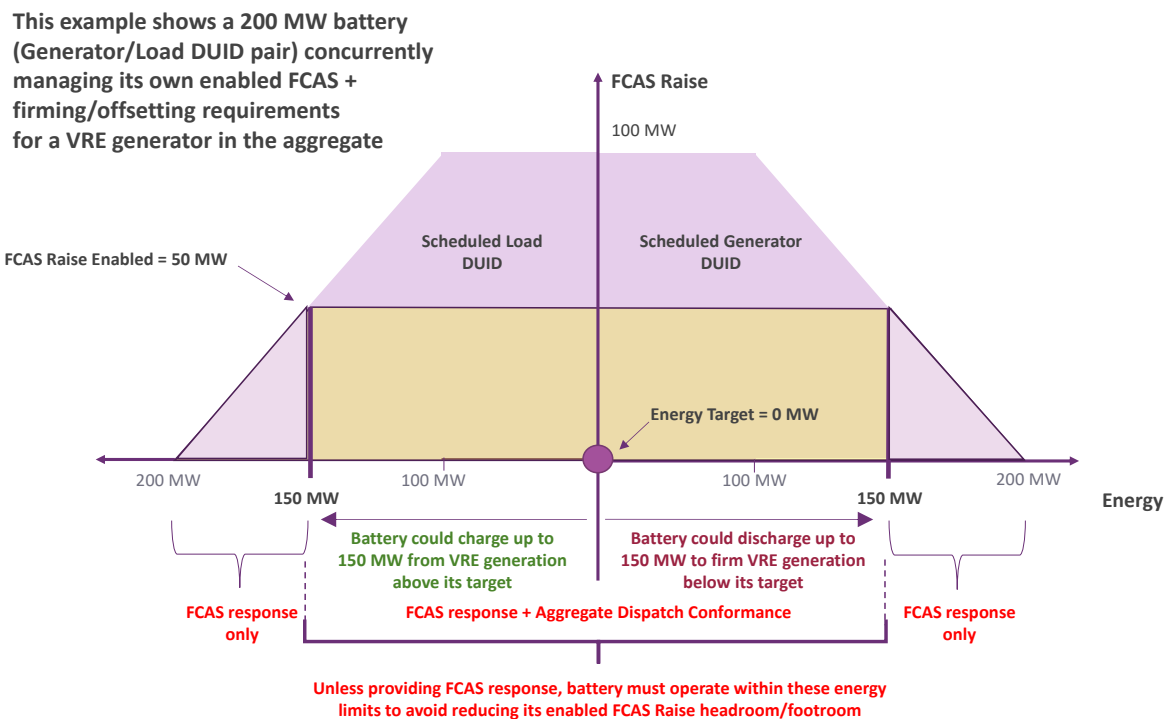 This example shows a 200 MW battery
(Generator/Load DUID pair) concurrently
managing its own enabled FCAS +
firming/offsetting requirements
for a VRE generator in the aggregate
FCAS Raise
100 MW
Scheduled Load
DUID
Scheduled Generator
DUID
FCAS Raise Enabled = 50 MW
Energy Target = 0 MW
200 MW
150 MW
100 MW
100 MW
150 MW
200 MW
Energy
Battery could charge up to
150 MW from VRE generation
above its target
Battery could discharge up to
150 MW to firm VRE generation
below its target
FCAS response
only
FCAS response + Aggregate Dispatch Conformance
FCAS response
only
Unless providing FCAS response, battery must operate within these energy
limits to avoid reducing its enabled FCAS Raise headroom/footroom